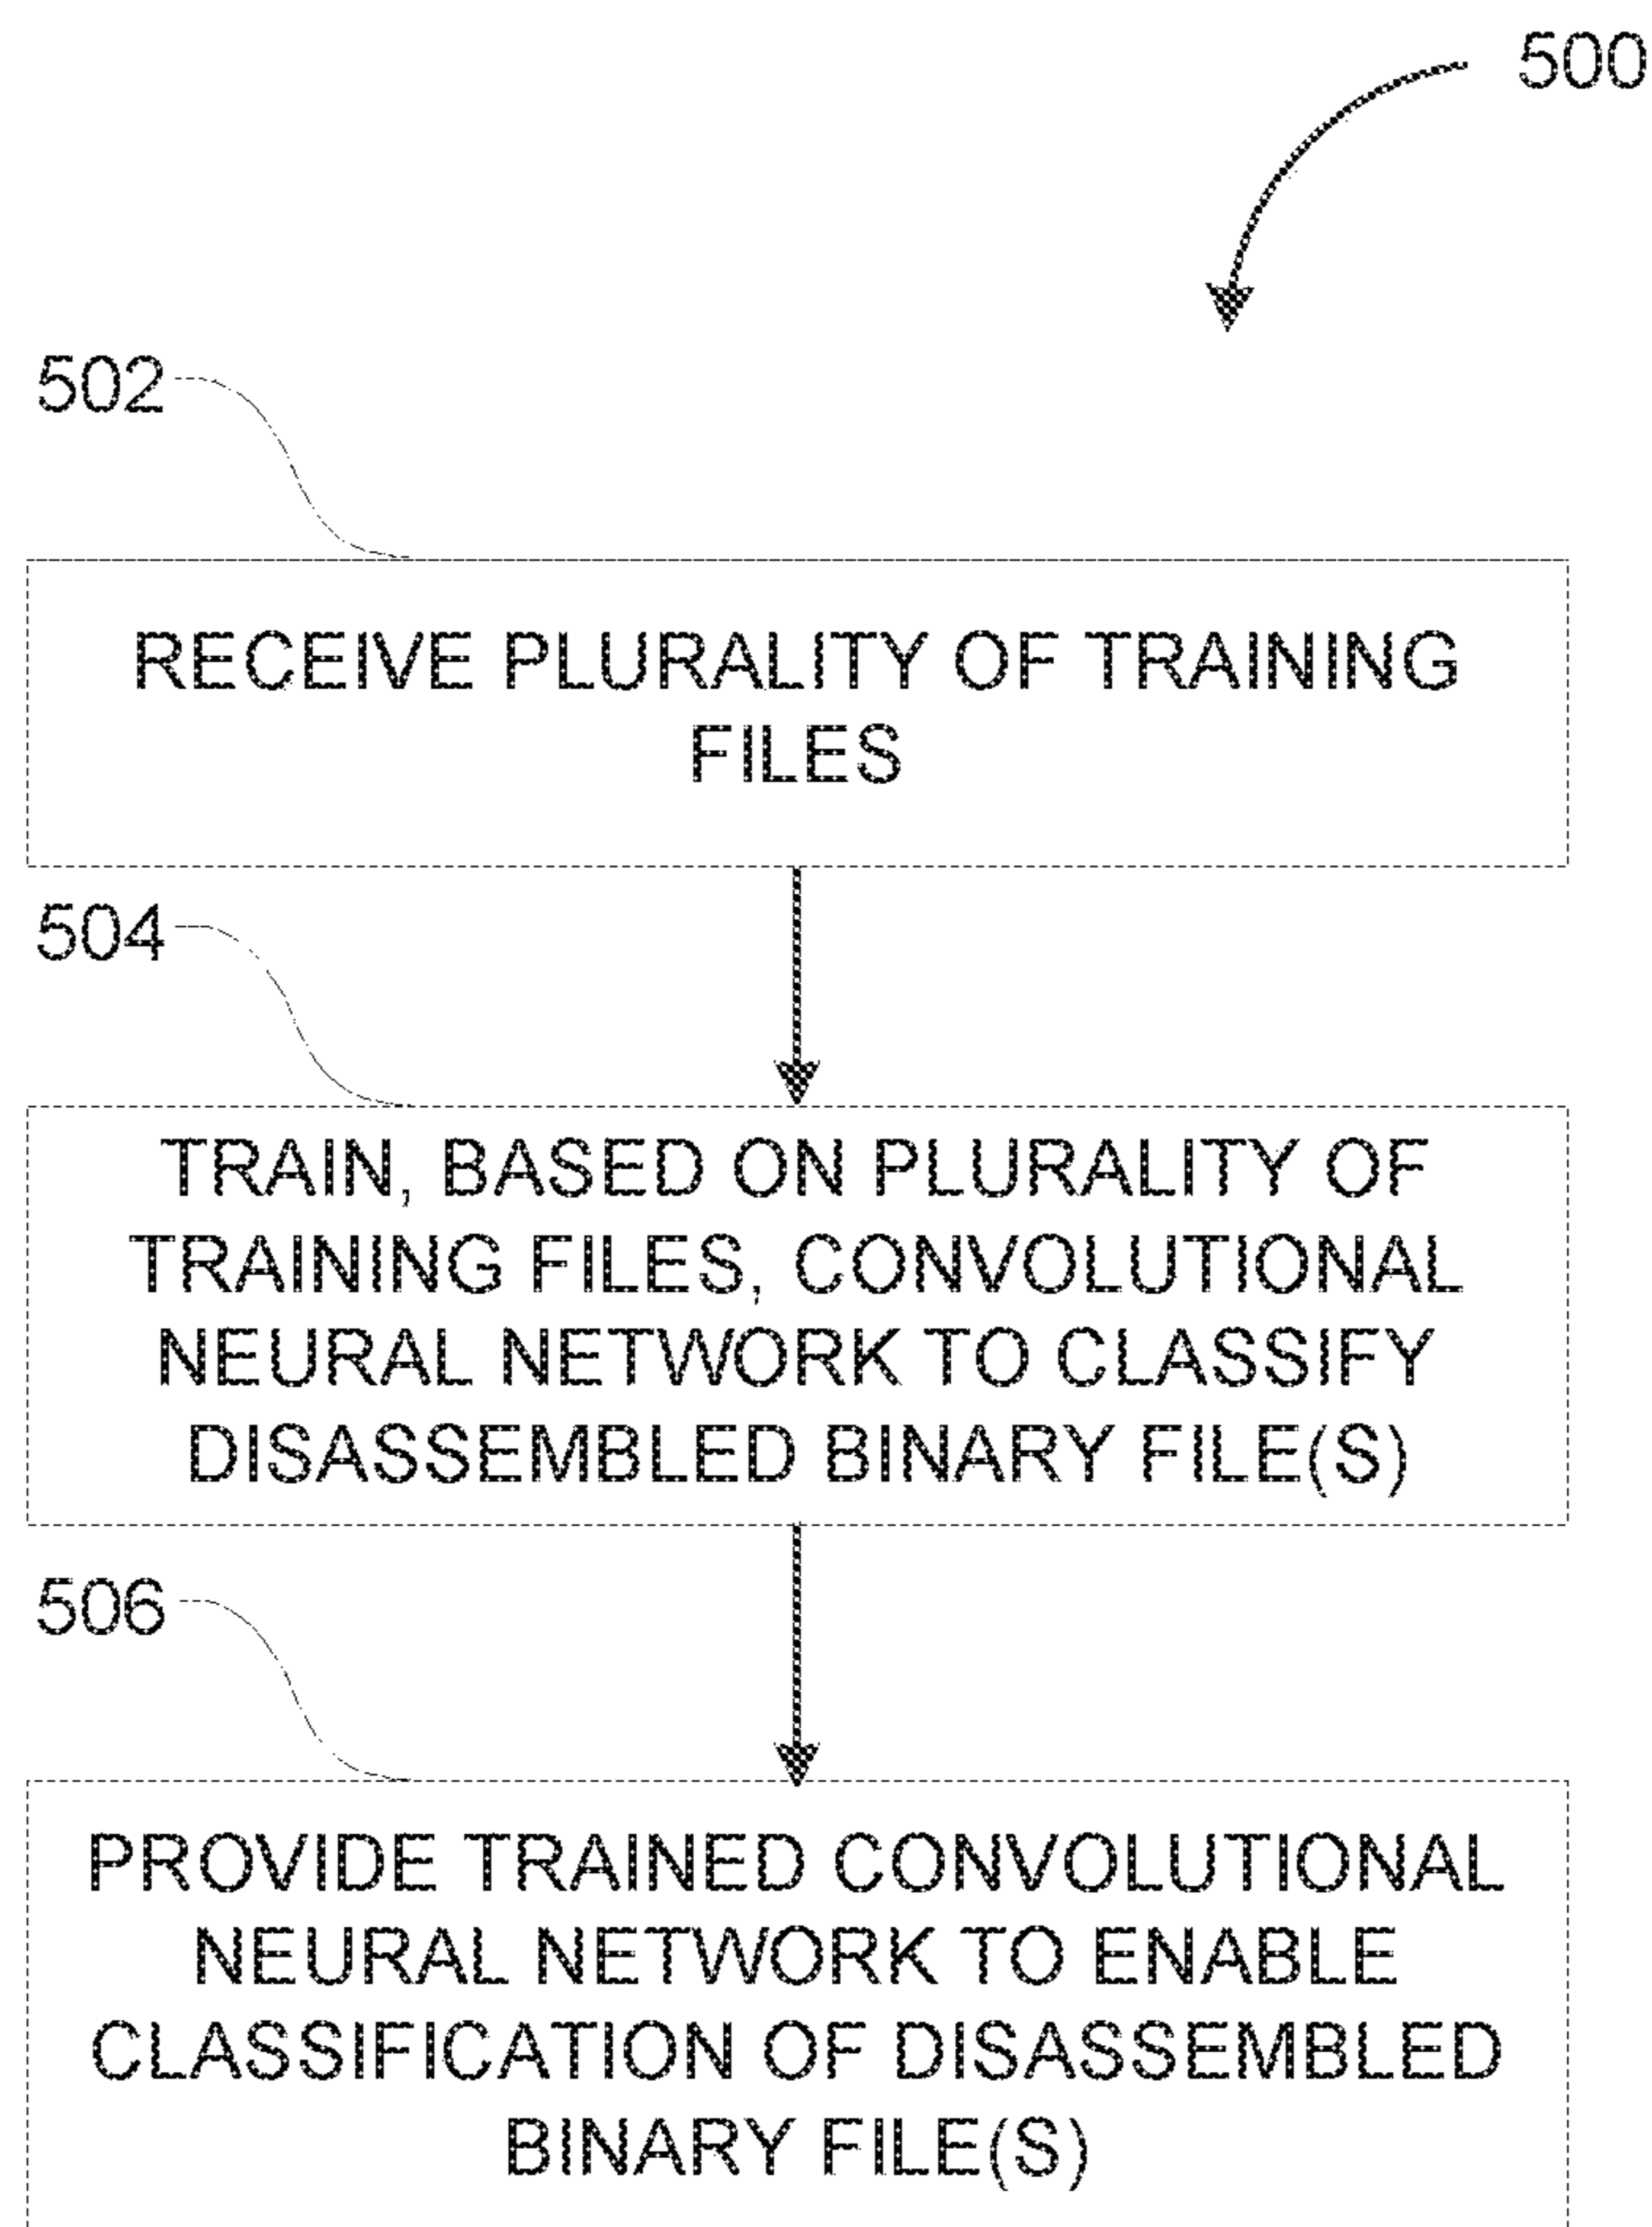 500
502
RECEIVE PLURALITY OF TRAINING
FILES
504
TRAIN, BASED ON PLURALITY OF
TRAINING FILES, CONVOLUTIONAL
NEURAL NETWORK TO CLASSIFY
DISASSEMBLED BINARY FILE(S)
506
PROVIDE TRAINED CONVOLUTIONAL
NEURAL NETWORK TO ENABLE
CLASSIFICATION OF DISASSEMBLED
BINARY FILE(S)